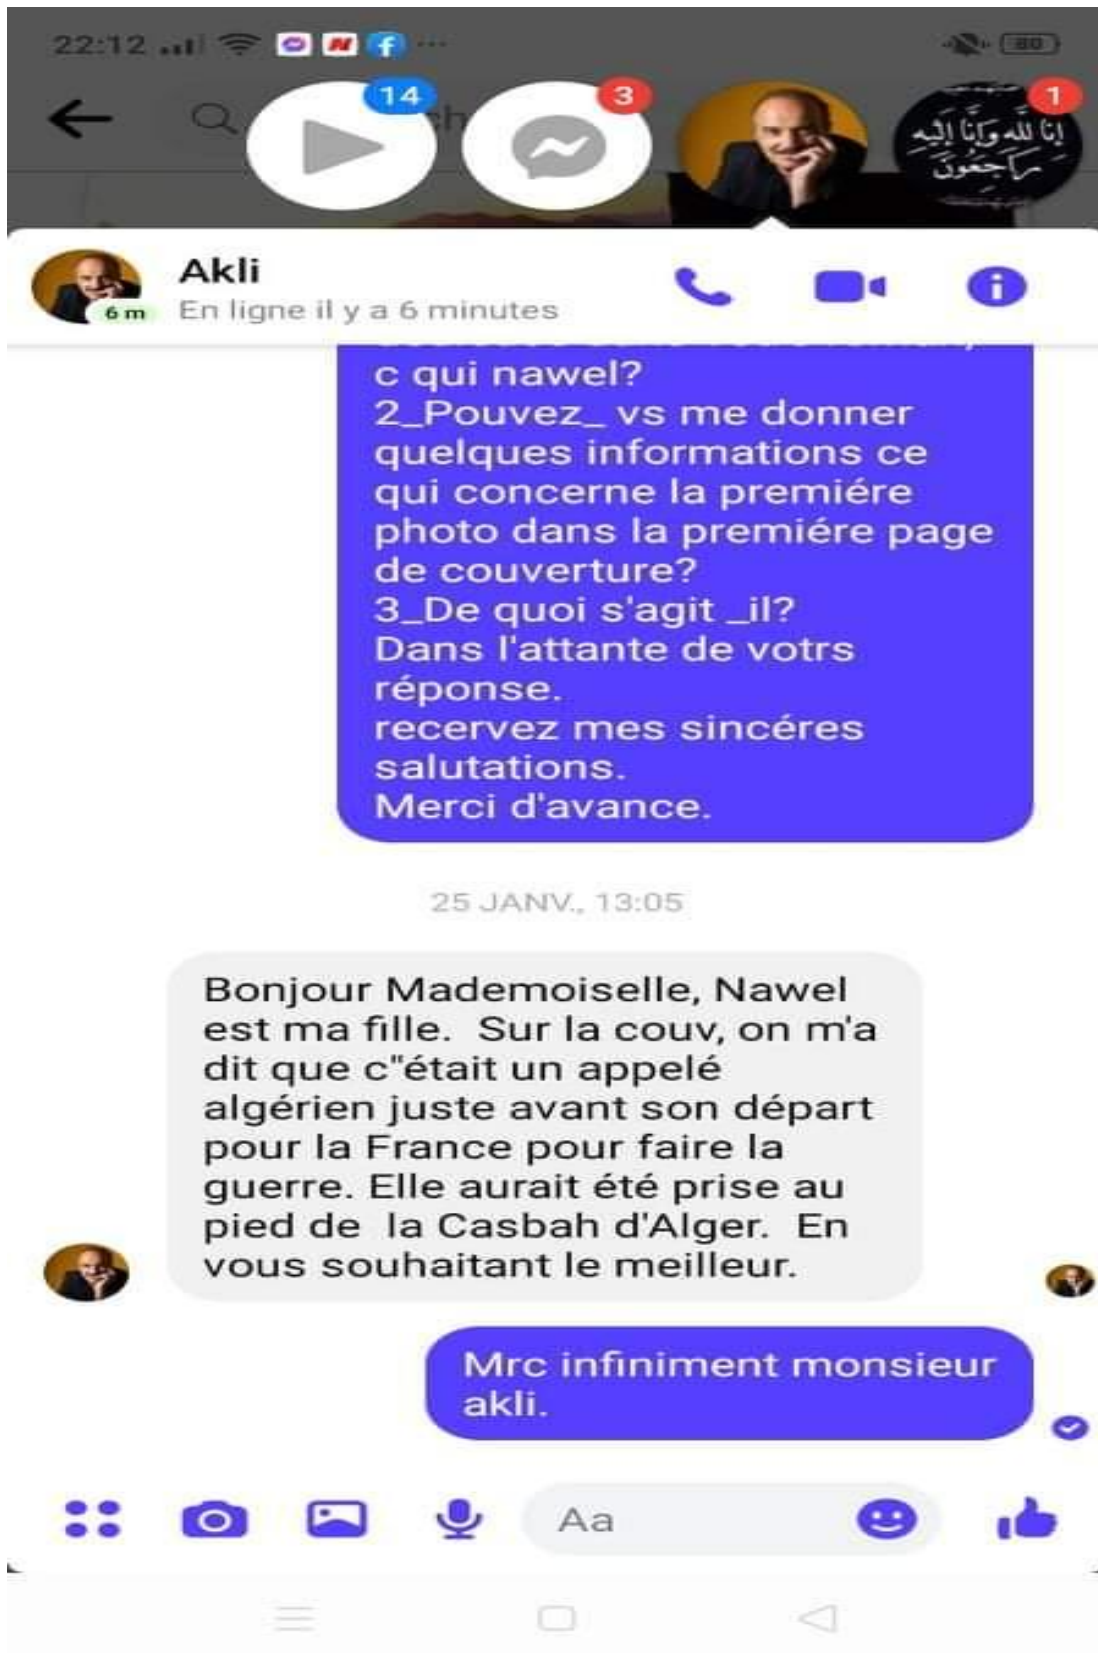 22:12
80
14
3
1
ch
إنا لله وإنا إليه
راجعون
Akli
6 m
En ligne il y a 6 minutes
c qui nawel?
2_Pouvez_ vs me donner
quelques informations ce
qui concerne la premiére
photo dans la premiére page
de couverture?
3_De quoi s'agit _il?
Dans l'attante de votrs
réponse.
recervez mes sincéres
salutations.
Merci d'avance.
25 JANV., 13:05
Bonjour Mademoiselle, Nawel
est ma fille.  Sur la couv, on m'a
dit que c"était un appelé
algérien juste avant son départ
pour la France pour faire la
guerre. Elle aurait été prise au
pied de  la Casbah d'Alger.  En
vous souhaitant le meilleur.
Mrc infiniment monsieur
akli.
Aa